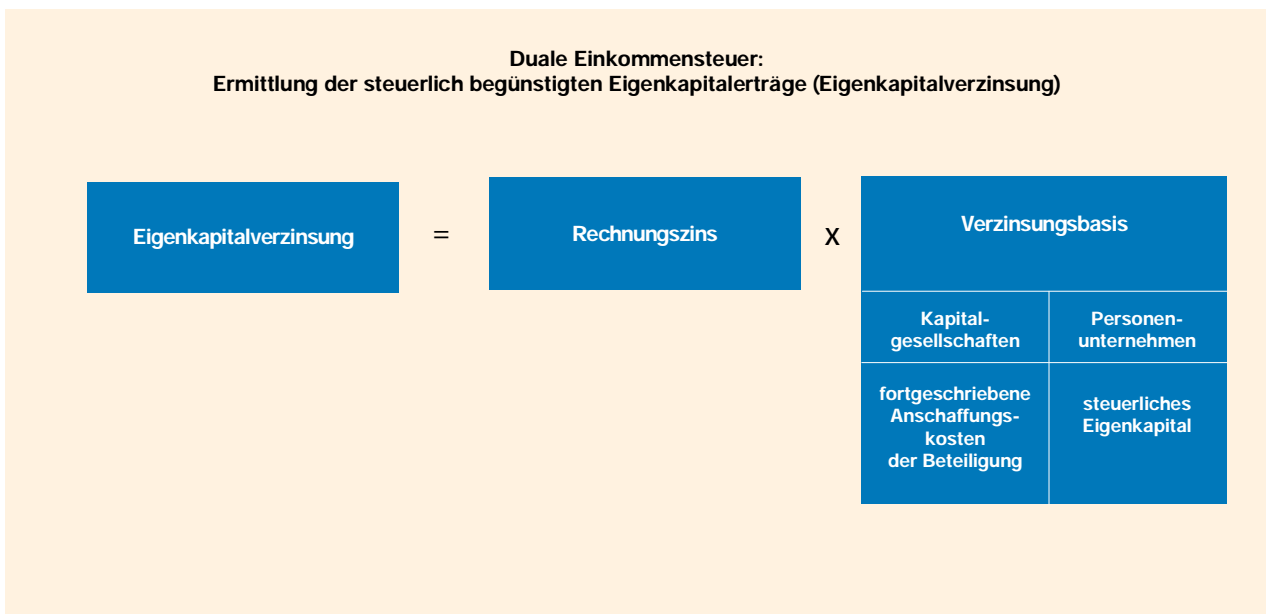 Duale Einkommensteuer:
Ermittlung der steuerlich begünstigten Eigenkapitalerträge (Eigenkapitalverzinsung)
Eigenkapitalverzinsung
=
Rechnungszins
X
Verzinsungsbasis
Kapital-
gesellschaften
Personen-
unternehmen
fortgeschriebene
Anschaffungs-
kosten
der Beteiligung
steuerliches
Eigenkapital